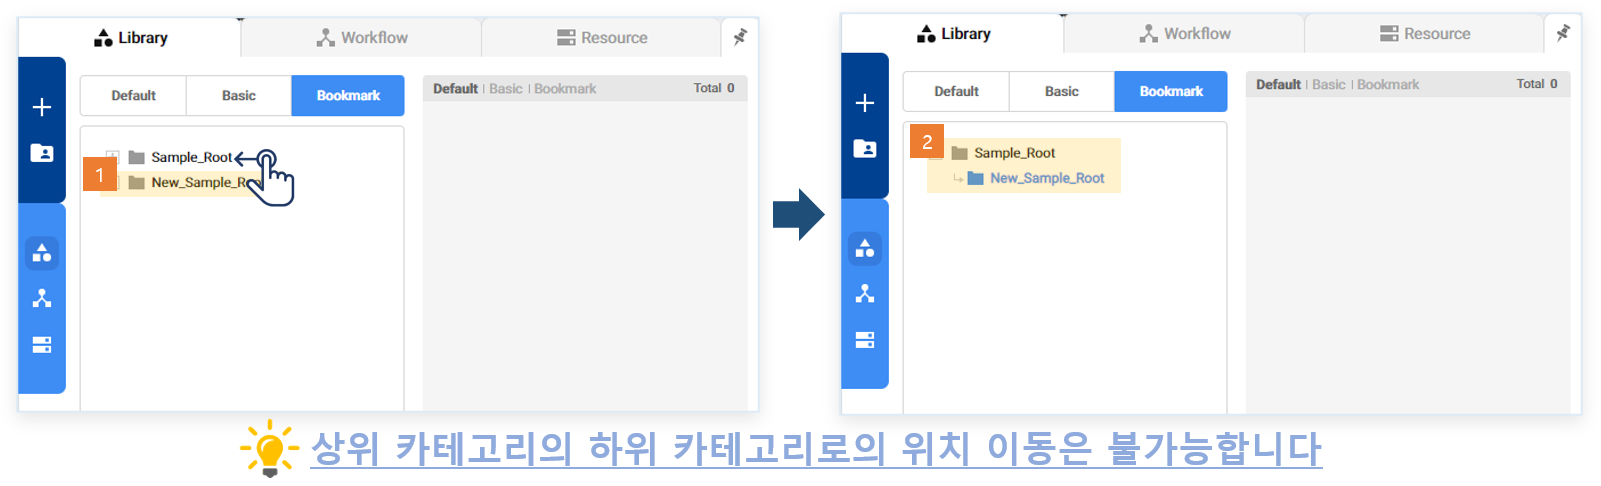 Library Workflow Resource
Default Basic Bookmark
Default | Basic | Bookmark Total 0
Sample_Root
1
New_Sample_Ro
Library Workflow Resource
Default Basic Bookmark
Default | Basic | Bookmark Total 0
2
Sample_Root
New_Sample_Root
상위 카테고리의 하위 카테고리로의 위치 이동은 불가능합니다